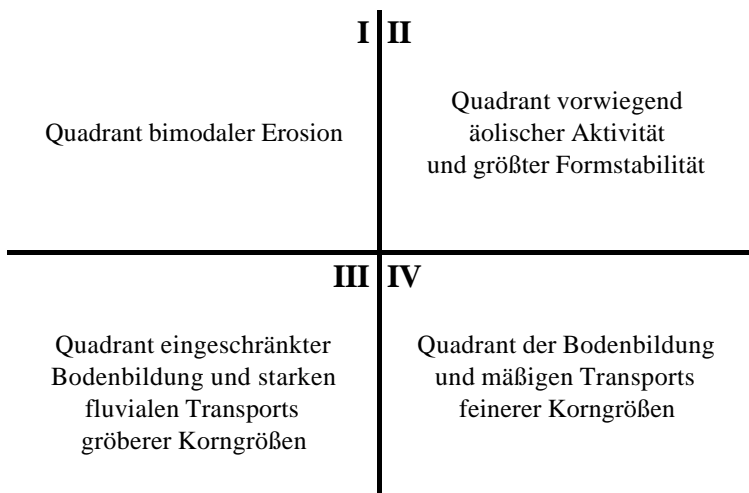 I II
Quadrant bimodaler Erosion
Quadrant vorwiegend
äolischer Aktivität
und größter Formstabilität
III IV
Quadrant eingeschränkter
Bodenbildung und starken
fluvialen Transports
gröberer Korngrößen
Quadrant der Bodenbildung
und mäßigen Transports
feinerer Korngrößen